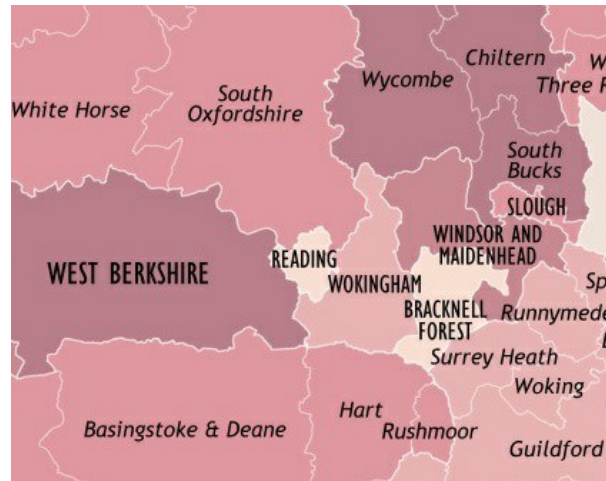 Chiltern
Wycombe
W
Three R
South
Oxfordshire
White Horse
South
Bucks
SLOUGH
WINDSOR AND
MAIDENHEAD
READING
WEST BERKSHIRE
WOKINGHAM
Sp
BRACKNELL
FOREST
Runnymede
E
Surrey Heath
Woking
Hart
Basingstoke & Deane
Rushmoor
Guildford